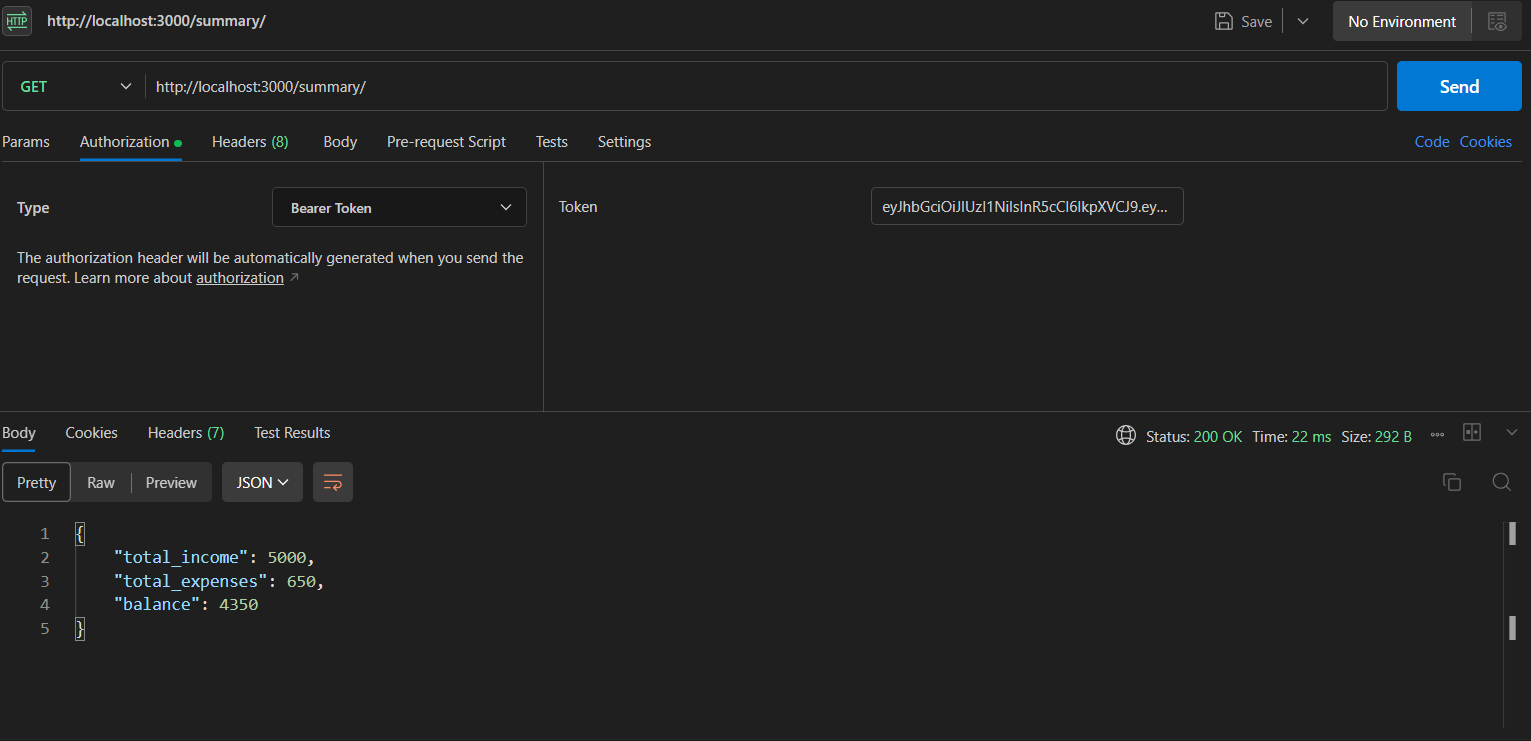 HTTP http://localhost:3000/summary/ Save No Environment
GET http://localhost:3000/summary/ Send
Params Authorization Headers (8) Body Pre-request Script Tests Settings Code Cookies
Type Bearer Token Token eyJhbGciOiJIUzI1NiIsInR5cCI6IkpXVCJ9.ey...
The authorization header will be automatically generated when you send the
request. Learn more about authorization ↗
Body Cookies Headers (7) Test Results Status: 200 OK Time: 22 ms Size: 292 B
Pretty Raw Preview JSON
1 {
2 "total_income": 5000,
3 "total_expenses": 650,
4 "balance": 4350
5 }